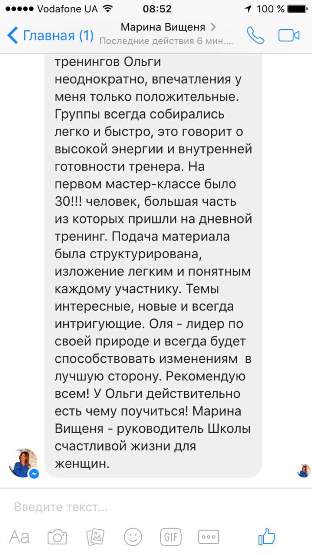 Vodafone UA 08:52 100 %
Главная (1) Марина Вищеня >
Последние действия 6 мин....
тренингов Ольги
неоднократно, впечатления у
меня только положительные.
Группы всегда собирались
легко и быстро, это говорит о
высокой энергии и внутренней
готовности тренера. На
первом мастер-классе было
30!!! человек, большая часть
из которых пришли на дневной
тренинг. Подача материала
была структурирована,
изложение легким и понятным
каждому участнику. Темы
интересные, новые и всегда
интригующие. Оля - лидер по
своей природе и всегда будет
способствовать изменениям в
лучшую сторону. Рекомендую
всем! У Ольги действительно
есть чему поучиться! Марина
Вищеня - руководитель Школы
счастливой жизни для
женщин.
Введите текст...
Aa GIF